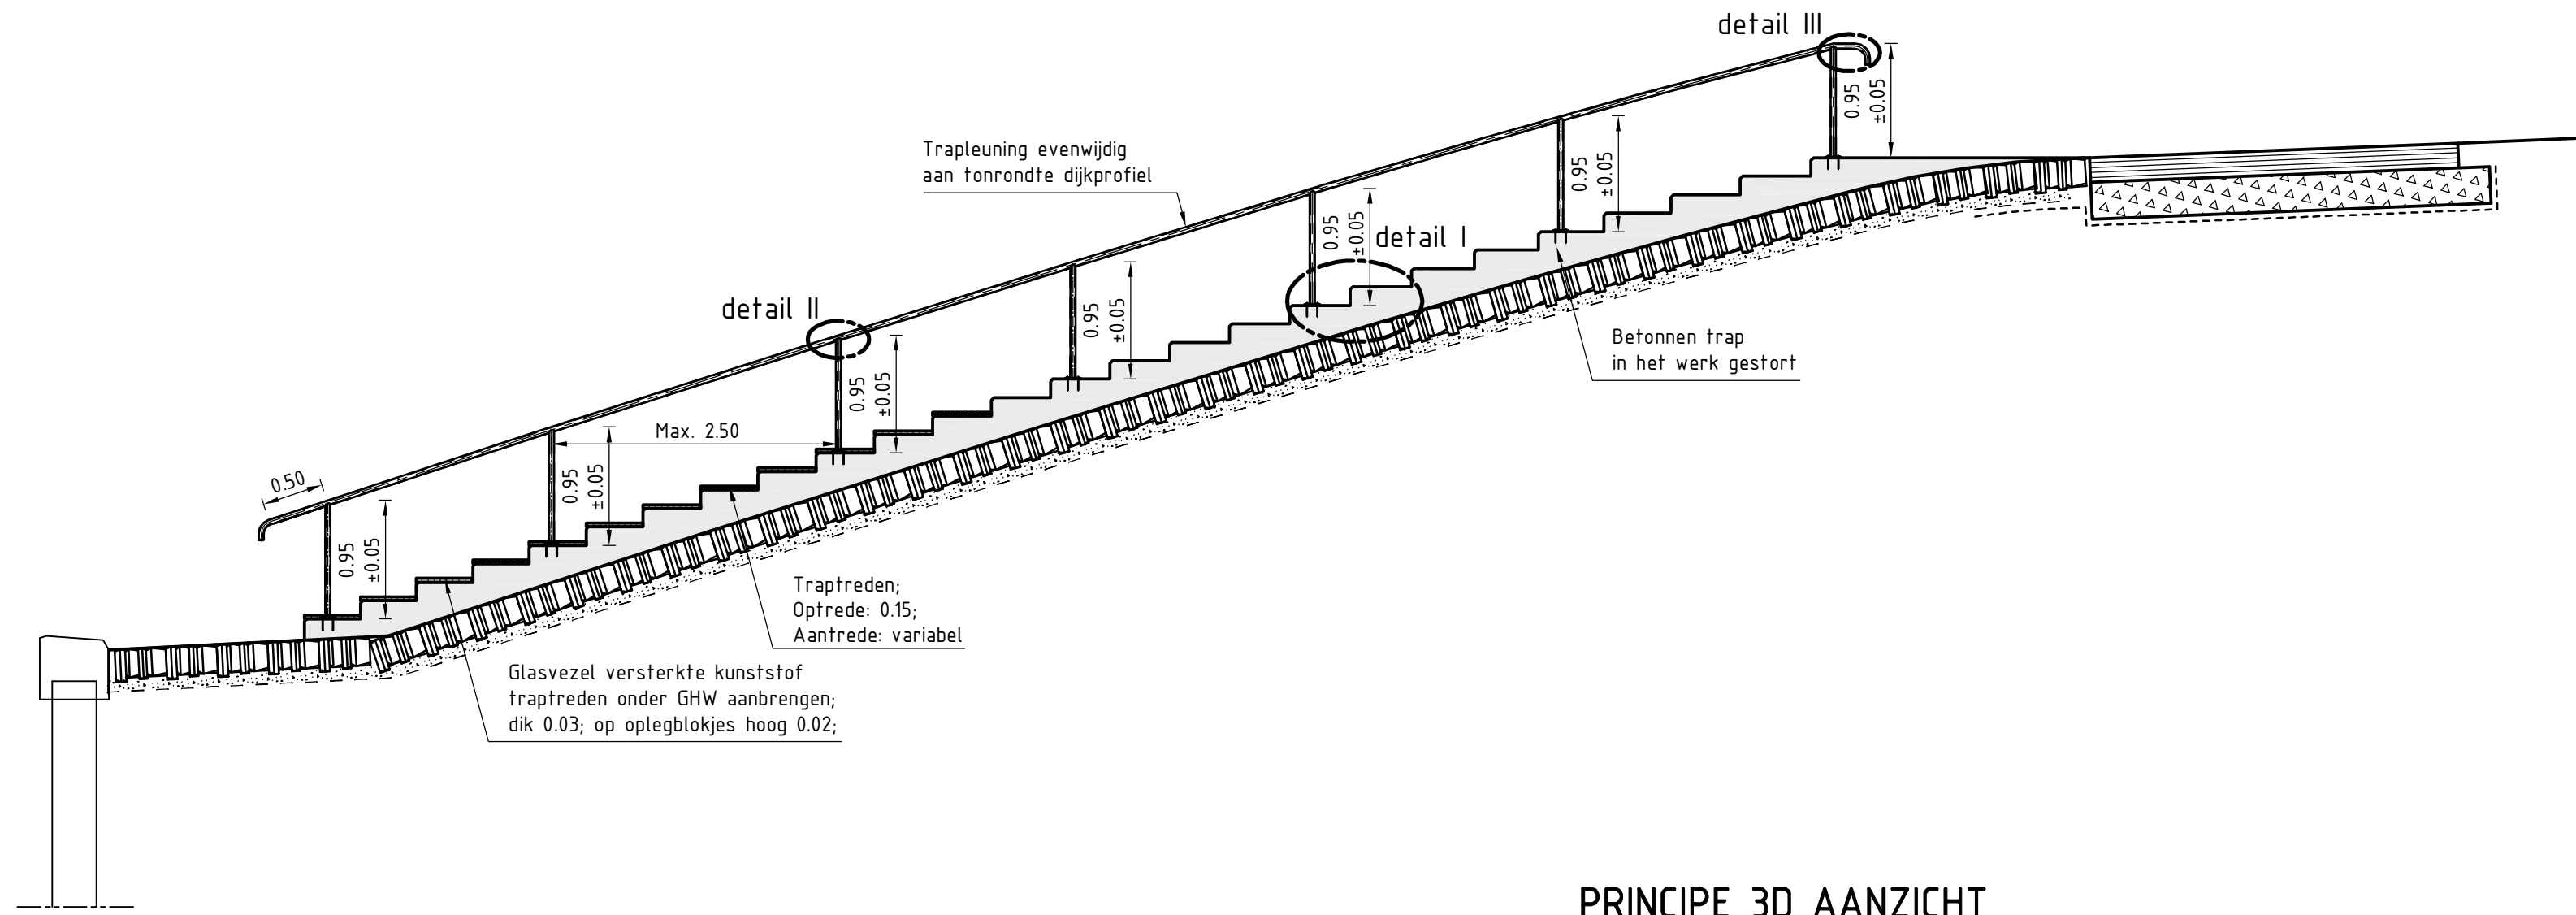 detail III
0.95
±0.05
Trapleuning evenwijdig
aan tonrondte dijkprofiel
0.95
±0.05
0.95
±0.05
detail I
detail II
0.95
±0.05
Betonnen trap
in het werk gestort
0.95
±0.05
Max. 2.50
0.50
0.95
±0.05
0.95
±0.05
Traptreden;
Optrede: 0.15;
Aantrede: variabel
Glasvezel versterkte kunststof
traptreden onder GHW aanbrengen;
dik 0.03; op oplegblokjes hoog 0.02;
PRINCIPE 3D AANZICHT